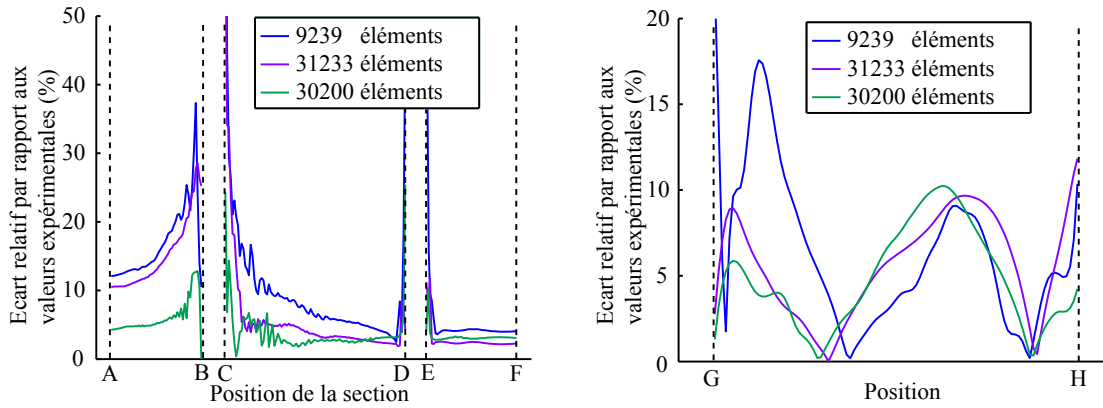 Ecart relatif par rapport aux
valeurs expérimentales (%)
50
40
30
20
10
0
9239 éléments
31233 éléments
30200 éléments
A B C D E F
Position de la section
Ecart relatif par rapport aux
valeurs expérimentales (%)
20
15
10
5
0
9239 éléments
31233 éléments
30200 éléments
G H
Position